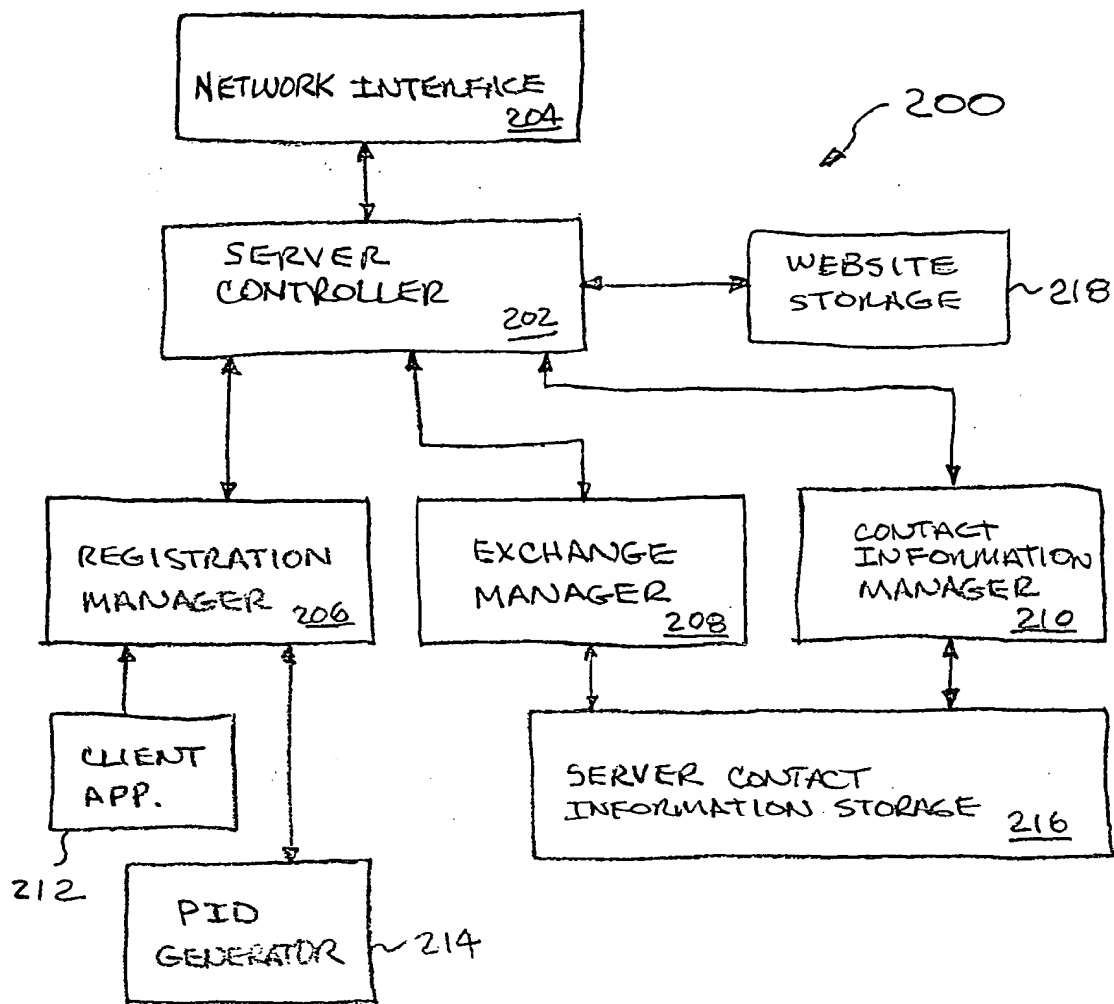 NETWORK INTERFACE
204
200
SERVER
CONTROLLER
202
WEBSITE
STORAGE
218
REGISTRATION
MANAGER
206
EXCHANGE
MANAGER
208
CONTACT
INFORMATION
MANAGER
210
CLIENT
APP.
212
PID
GENERATOR
214
SERVER CONTACT
INFORMATION STORAGE
216